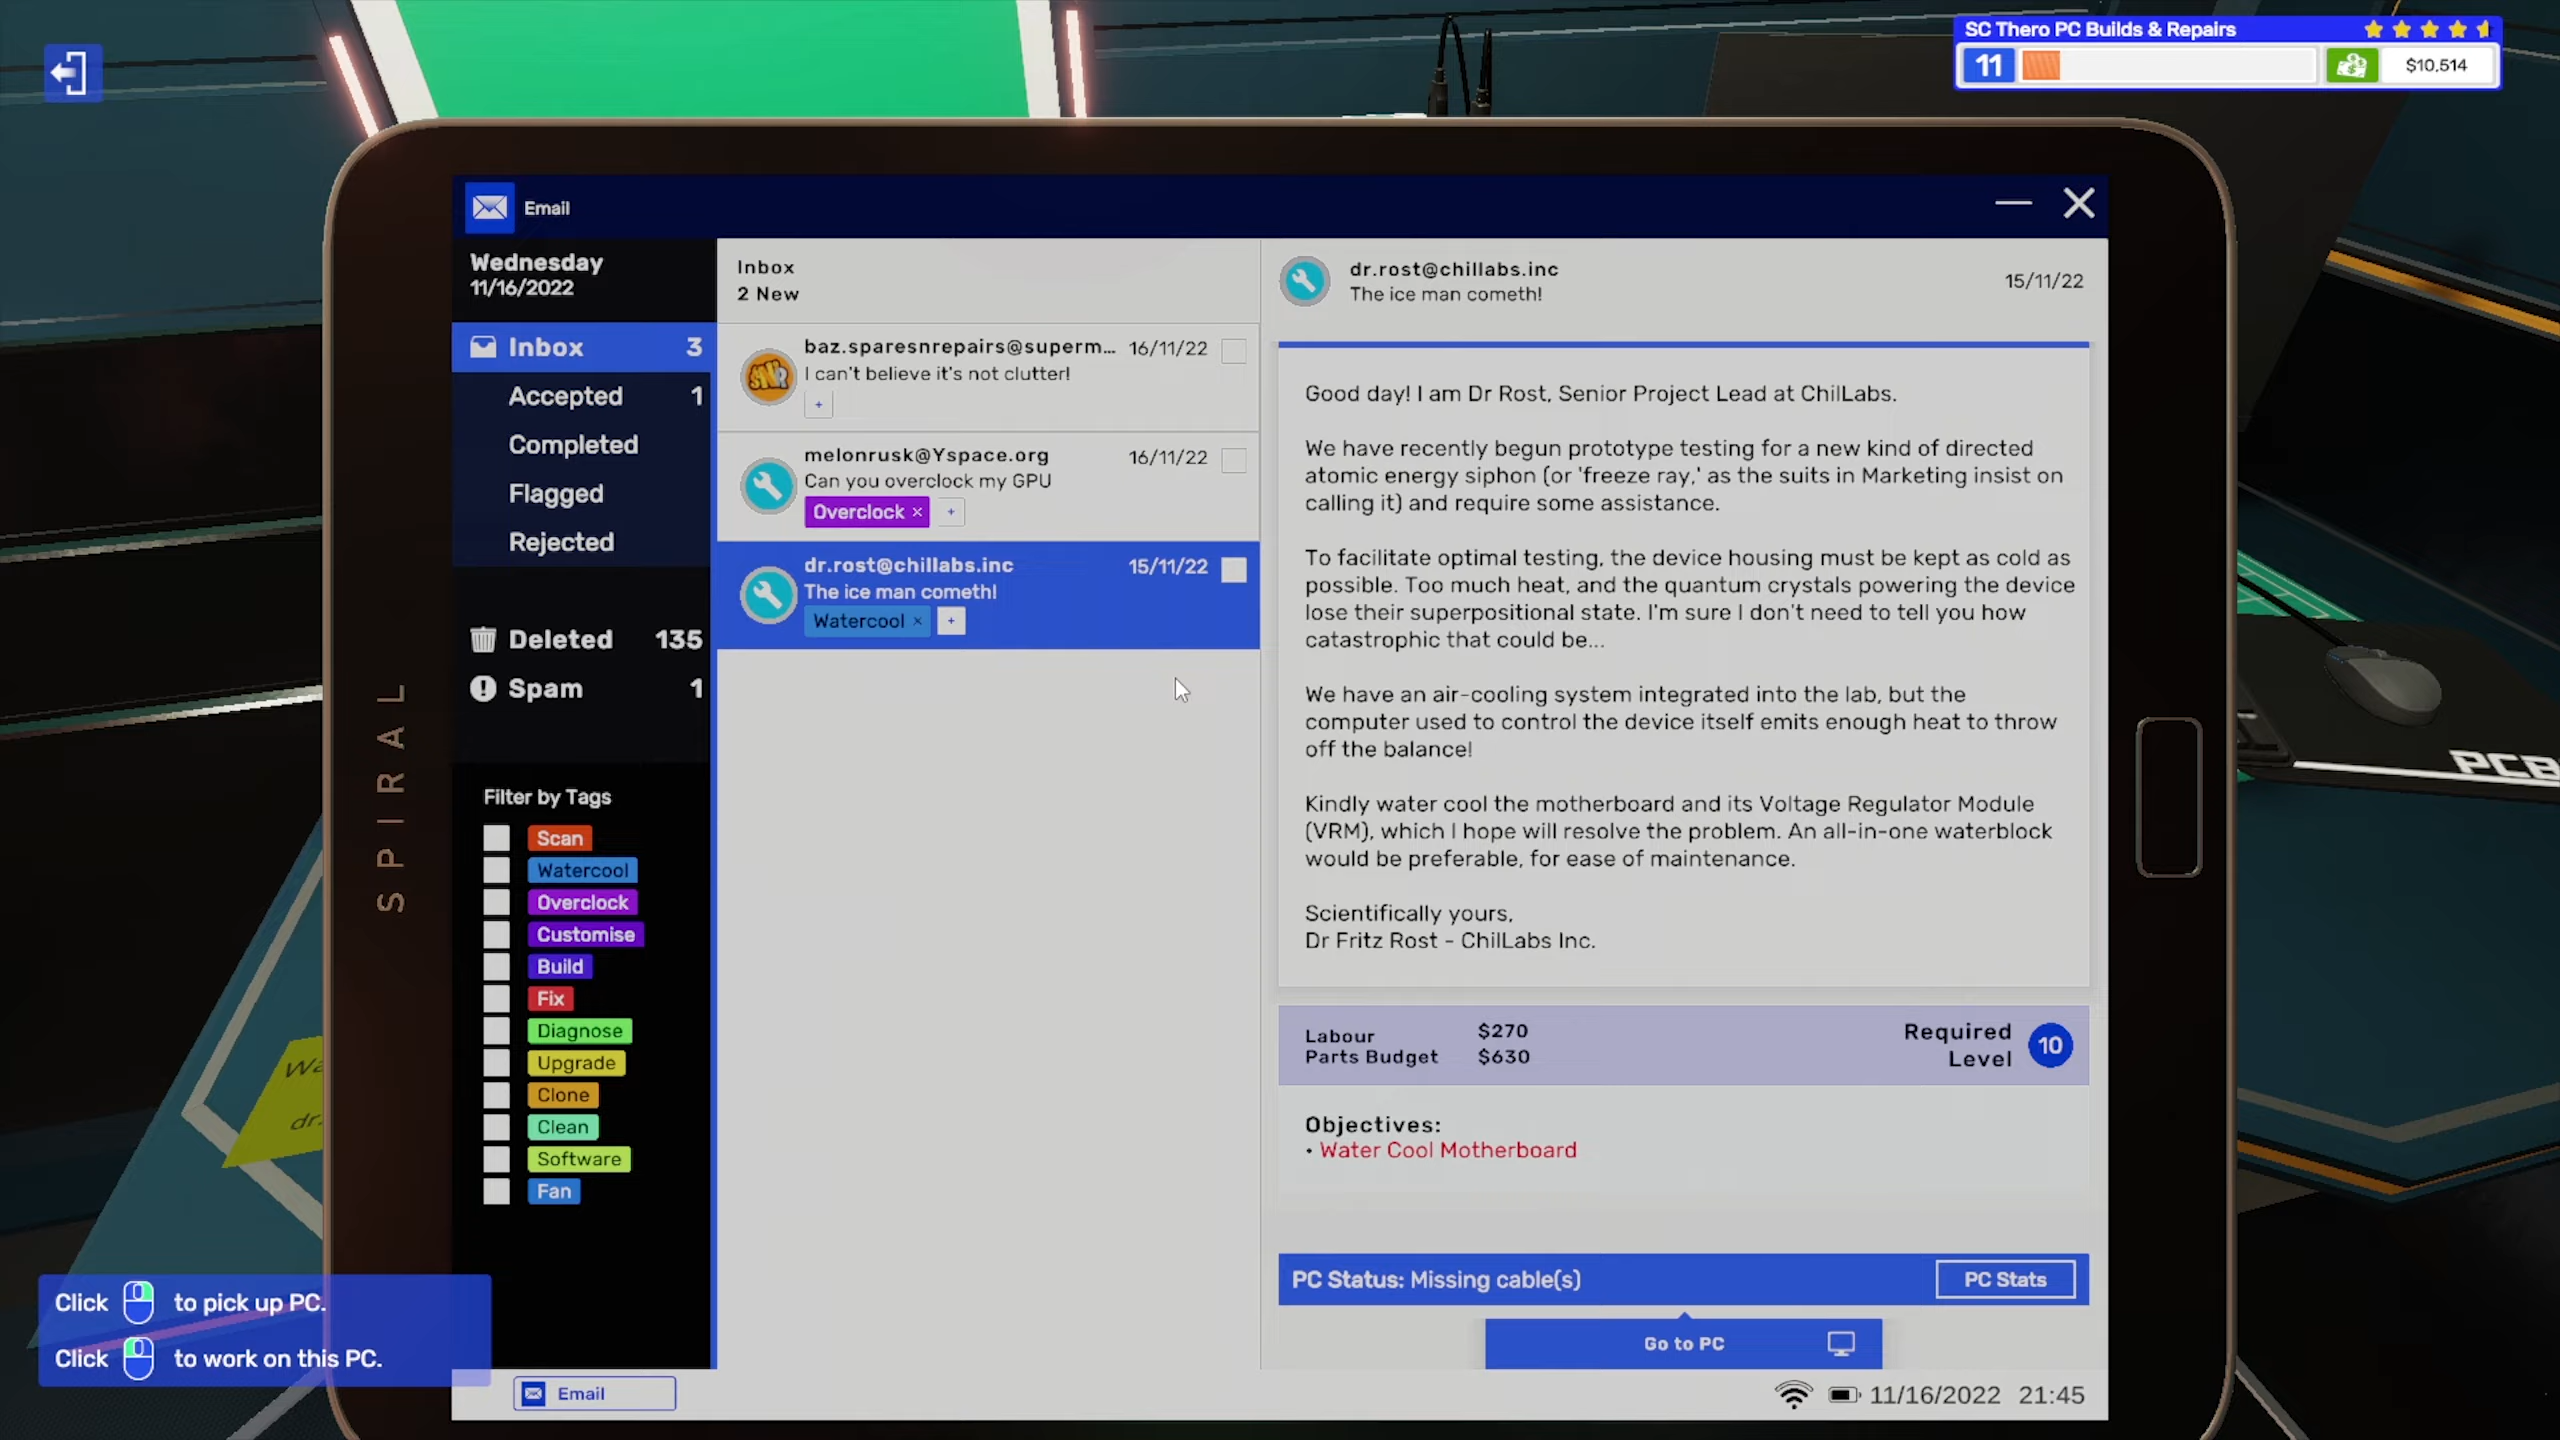 SC Thero PC Builds & Repairs
11
$10,514
Email
Wednesday
11/16/2022
Inbox 3
Accepted 1
Completed
Flagged
Rejected
Deleted 135
Spam 1
Filter by Tags
Scan
Watercool
Overclock
Customise
Build
Fix
Diagnose
Upgrade
Clone
Clean
Software
Fan
Inbox
2 New
baz.sparesnrepairs@superm... 16/11/22
I can't believe it's not clutter!
+
SNR
melonrusk@Yspace.org 16/11/22
Can you overclock my GPU
Overclock × +
dr.rost@chillabs.inc 15/11/22
The ice man cometh!
Watercool × +
dr.rost@chillabs.inc
The ice man cometh!
15/11/22
Good day! I am Dr Rost, Senior Project Lead at ChilLabs.
We have recently begun prototype testing for a new kind of directed
atomic energy siphon (or 'freeze ray,' as the suits in Marketing insist on
calling it) and require some assistance.
To facilitate optimal testing, the device housing must be kept as cold as
possible. Too much heat, and the quantum crystals powering the device
lose their superpositional state. I'm sure I don't need to tell you how
catastrophic that could be...
We have an air-cooling system integrated into the lab, but the
computer used to control the device itself emits enough heat to throw
off the balance!
Kindly water cool the motherboard and its Voltage Regulator Module
(VRM), which I hope will resolve the problem. An all-in-one waterblock
would be preferable, for ease of maintenance.
Scientifically yours,
Dr Fritz Rost - ChilLabs Inc.
Labour $270
Parts Budget $630
Required
Level 10
Objectives:
• Water Cool Motherboard
PC Status: Missing cable(s)
PC Stats
Go to PC
Email
11/16/2022 21:45
SPIRAL
Click to pick up PC.
Click to work on this PC.
Wa
dr.
PCB